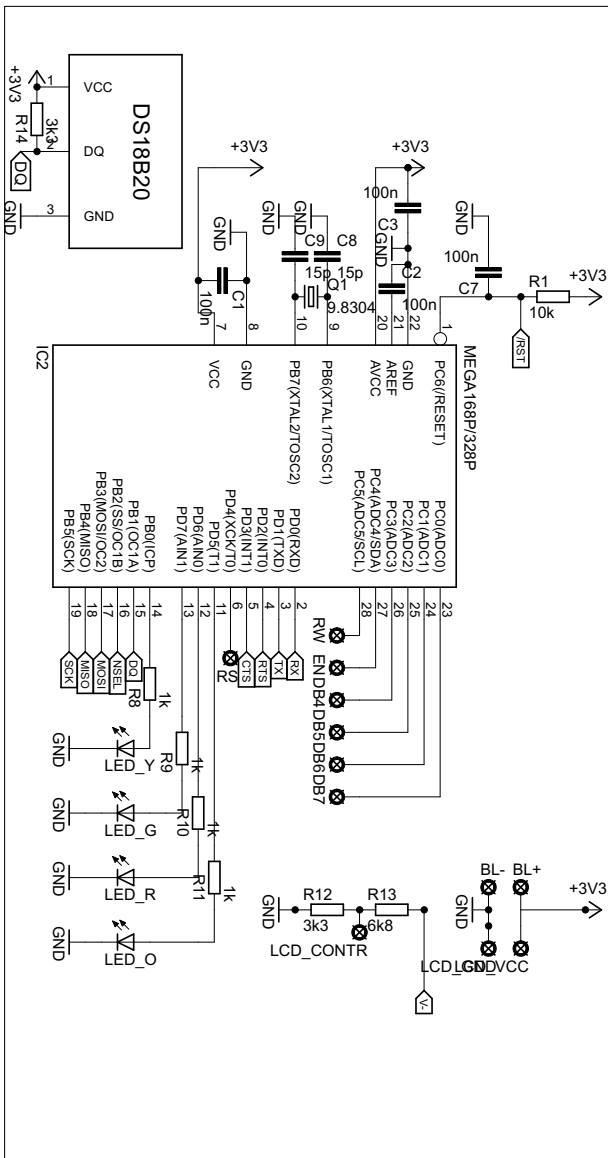 +3V3
1
VCC
R14
3k3
2
DQ
DQ
DS18B20
3
GND
GND
+3V3
+3V3
+3V3
GND
GND
GND
GND
GND
100n
C3
C9
C8
15p
15p
Q1
9.8304
C2
100n
100n
C7
R1
10k
/RST
C1
100n
7
8
10
9
20
21
22
1
IC2
MEGA168P/328P
VCC
GND
PB7(XTAL2/TOSC2)
PB6(XTAL1/TOSC1)
AVCC
AREF
GND
PC6(/RESET)
PB5(SCK)
PB4(MISO)
PB3(MOSI/OC2)
PB2(SS/OC1B)
PB1(OC1A)
PB0(ICP)
PD7(AIN1)
PD6(AIN0)
PD5(T1)
PD4(XCK/T0)
PD3(INT1)
PD2(INT0)
PD1(TXD)
PD0(RXD)
PC5(ADC5/SCL)
PC4(ADC4/SDA)
PC3(ADC3)
PC2(ADC2)
PC1(ADC1)
PC0(ADC0)
19
18
17
16
15
14
13
12
11
6
5
4
3
2
28
27
26
25
24
23
SCK
MISO
MOSI
NSEL
DQ
RS
CTS
RTS
TX
RX
RW
EN
DB4
DB5
DB6
DB7
R8
1k
GND
LED_Y
R9
1k
GND
LED_G
R10
1k
GND
LED_R
R11
1k
GND
LED_O
GND
R12
3k3
R13
6k8
LCD_CONTR
V-
BL-
BL+
+3V3
GND
LCD_GND
LCD_VCC